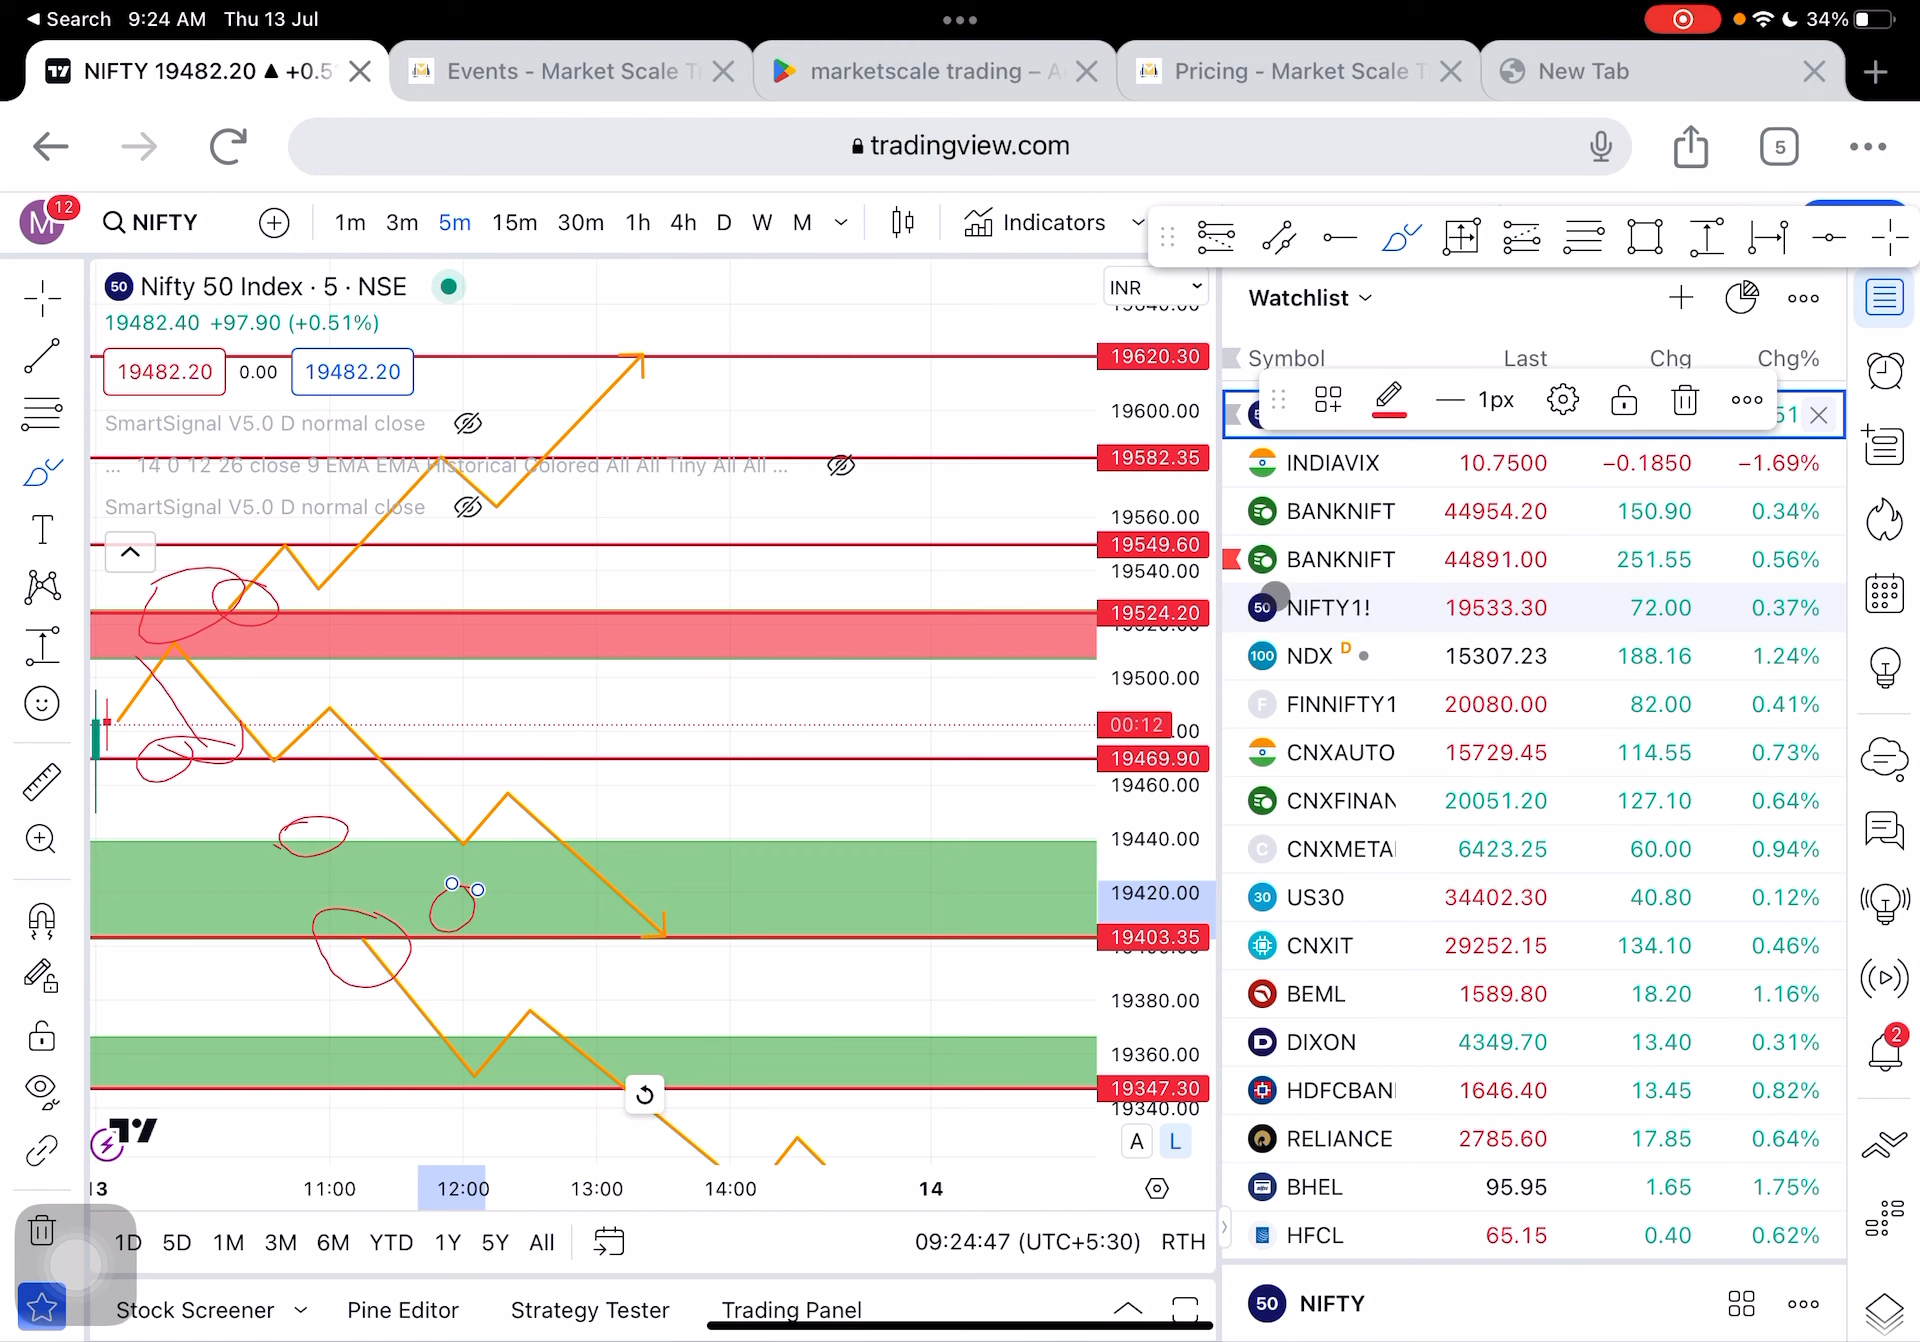 Search 9:24 AM Thu 13 Jul 34%
NIFTY 19482.20 ▲ +0.5
Events - Market Scale T
marketscale trading – A
Pricing - Market Scale T
New Tab
tradingview.com
5
M 12
NIFTY
1m 3m 5m 15m 30m 1h 4h D W M
Indicators
50 Nifty 50 Index · 5 · NSE
INR
19482.40 +97.90 (+0.51%)
19482.20 0.00 19482.20
SmartSignal V5.0 D normal close
... 14 0 12 26 close 9 EMA EMA Historical Colored All All Tiny All All ...
SmartSignal V5.0 D normal close
19620.30
19600.00
19582.35
19560.00
19549.60
19540.00
19524.20
19500.00
00:12 .00
19469.90
19460.00
19440.00
19420.00
19403.35
19380.00
19360.00
19347.30
19340.00
A L
13 11:00 12:00 13:00 14:00 14
1D 5D 1M 3M 6M YTD 1Y 5Y All
09:24:47 (UTC+5:30) RTH
Stock Screener Pine Editor Strategy Tester Trading Panel
Watchlist
Symbol Last Chg Chg%
1px
51
INDIAVIX 10.7500 −0.1850 −1.69%
BANKNIFT 44954.20 150.90 0.34%
BANKNIFT 44891.00 251.55 0.56%
50 NIFTY1! 19533.30 72.00 0.37%
100 NDX D 15307.23 188.16 1.24%
F FINNIFTY1 20080.00 82.00 0.41%
CNXAUTO 15729.45 114.55 0.73%
CNXFINAN 20051.20 127.10 0.64%
C CNXMETA 6423.25 60.00 0.94%
30 US30 34402.30 40.80 0.12%
CNXIT 29252.15 134.10 0.46%
BEML 1589.80 18.20 1.16%
DIXON 4349.70 13.40 0.31%
HDFCBAN 1646.40 13.45 0.82%
RELIANCE 2785.60 17.85 0.64%
BHEL 95.95 1.65 1.75%
HFCL 65.15 0.40 0.62%
50 NIFTY
2